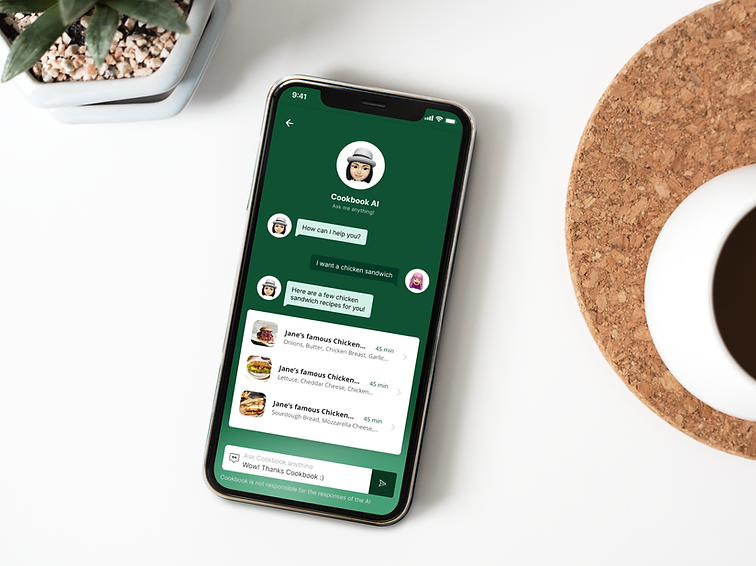 9:41
Cookbook AI
Ask me anything!
How can I help you?
I want a chicken sandwich
Here are a few chicken
sandwich recipes for you!
Jane's famous Chicken... 45 min
Onions, Butter, Chicken Breast, Garlic...
Jane's famous Chicken... 45 min
Lettuce, Cheddar Cheese, Chicken...
Jane's famous Chicken... 45 min
Sourdough Bread, Mozzarella Cheese,...
Ask Cookbook anything
Wow! Thanks Cookbook :)
Cookbook is not responsible for the responses of the AI